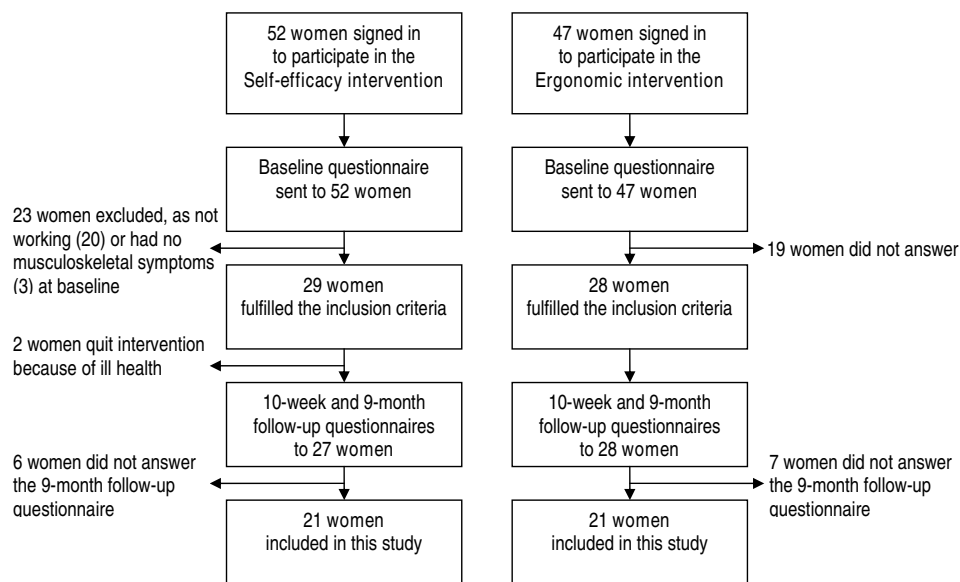 52 women signed in
to participate in the
Self-efficacy intervention
47 women signed in
to participate in the
Ergonomic intervention
Baseline questionnaire
sent to 52 women
Baseline questionnaire
sent to 47 women
23 women excluded, as not
working (20) or had no
musculoskeletal symptoms
(3) at baseline
19 women did not answer
29 women
fulfilled the inclusion criteria
28 women
fulfilled the inclusion criteria
2 women quit intervention
because of ill health
10-week and 9-month
follow-up questionnaires
to 27 women
10-week and 9-month
follow-up questionnaires
to 28 women
6 women did not answer
the 9-month follow-up
questionnaire
7 women did not answer
the 9-month follow-up
questionnaire
21 women
included in this study
21 women
included in this study